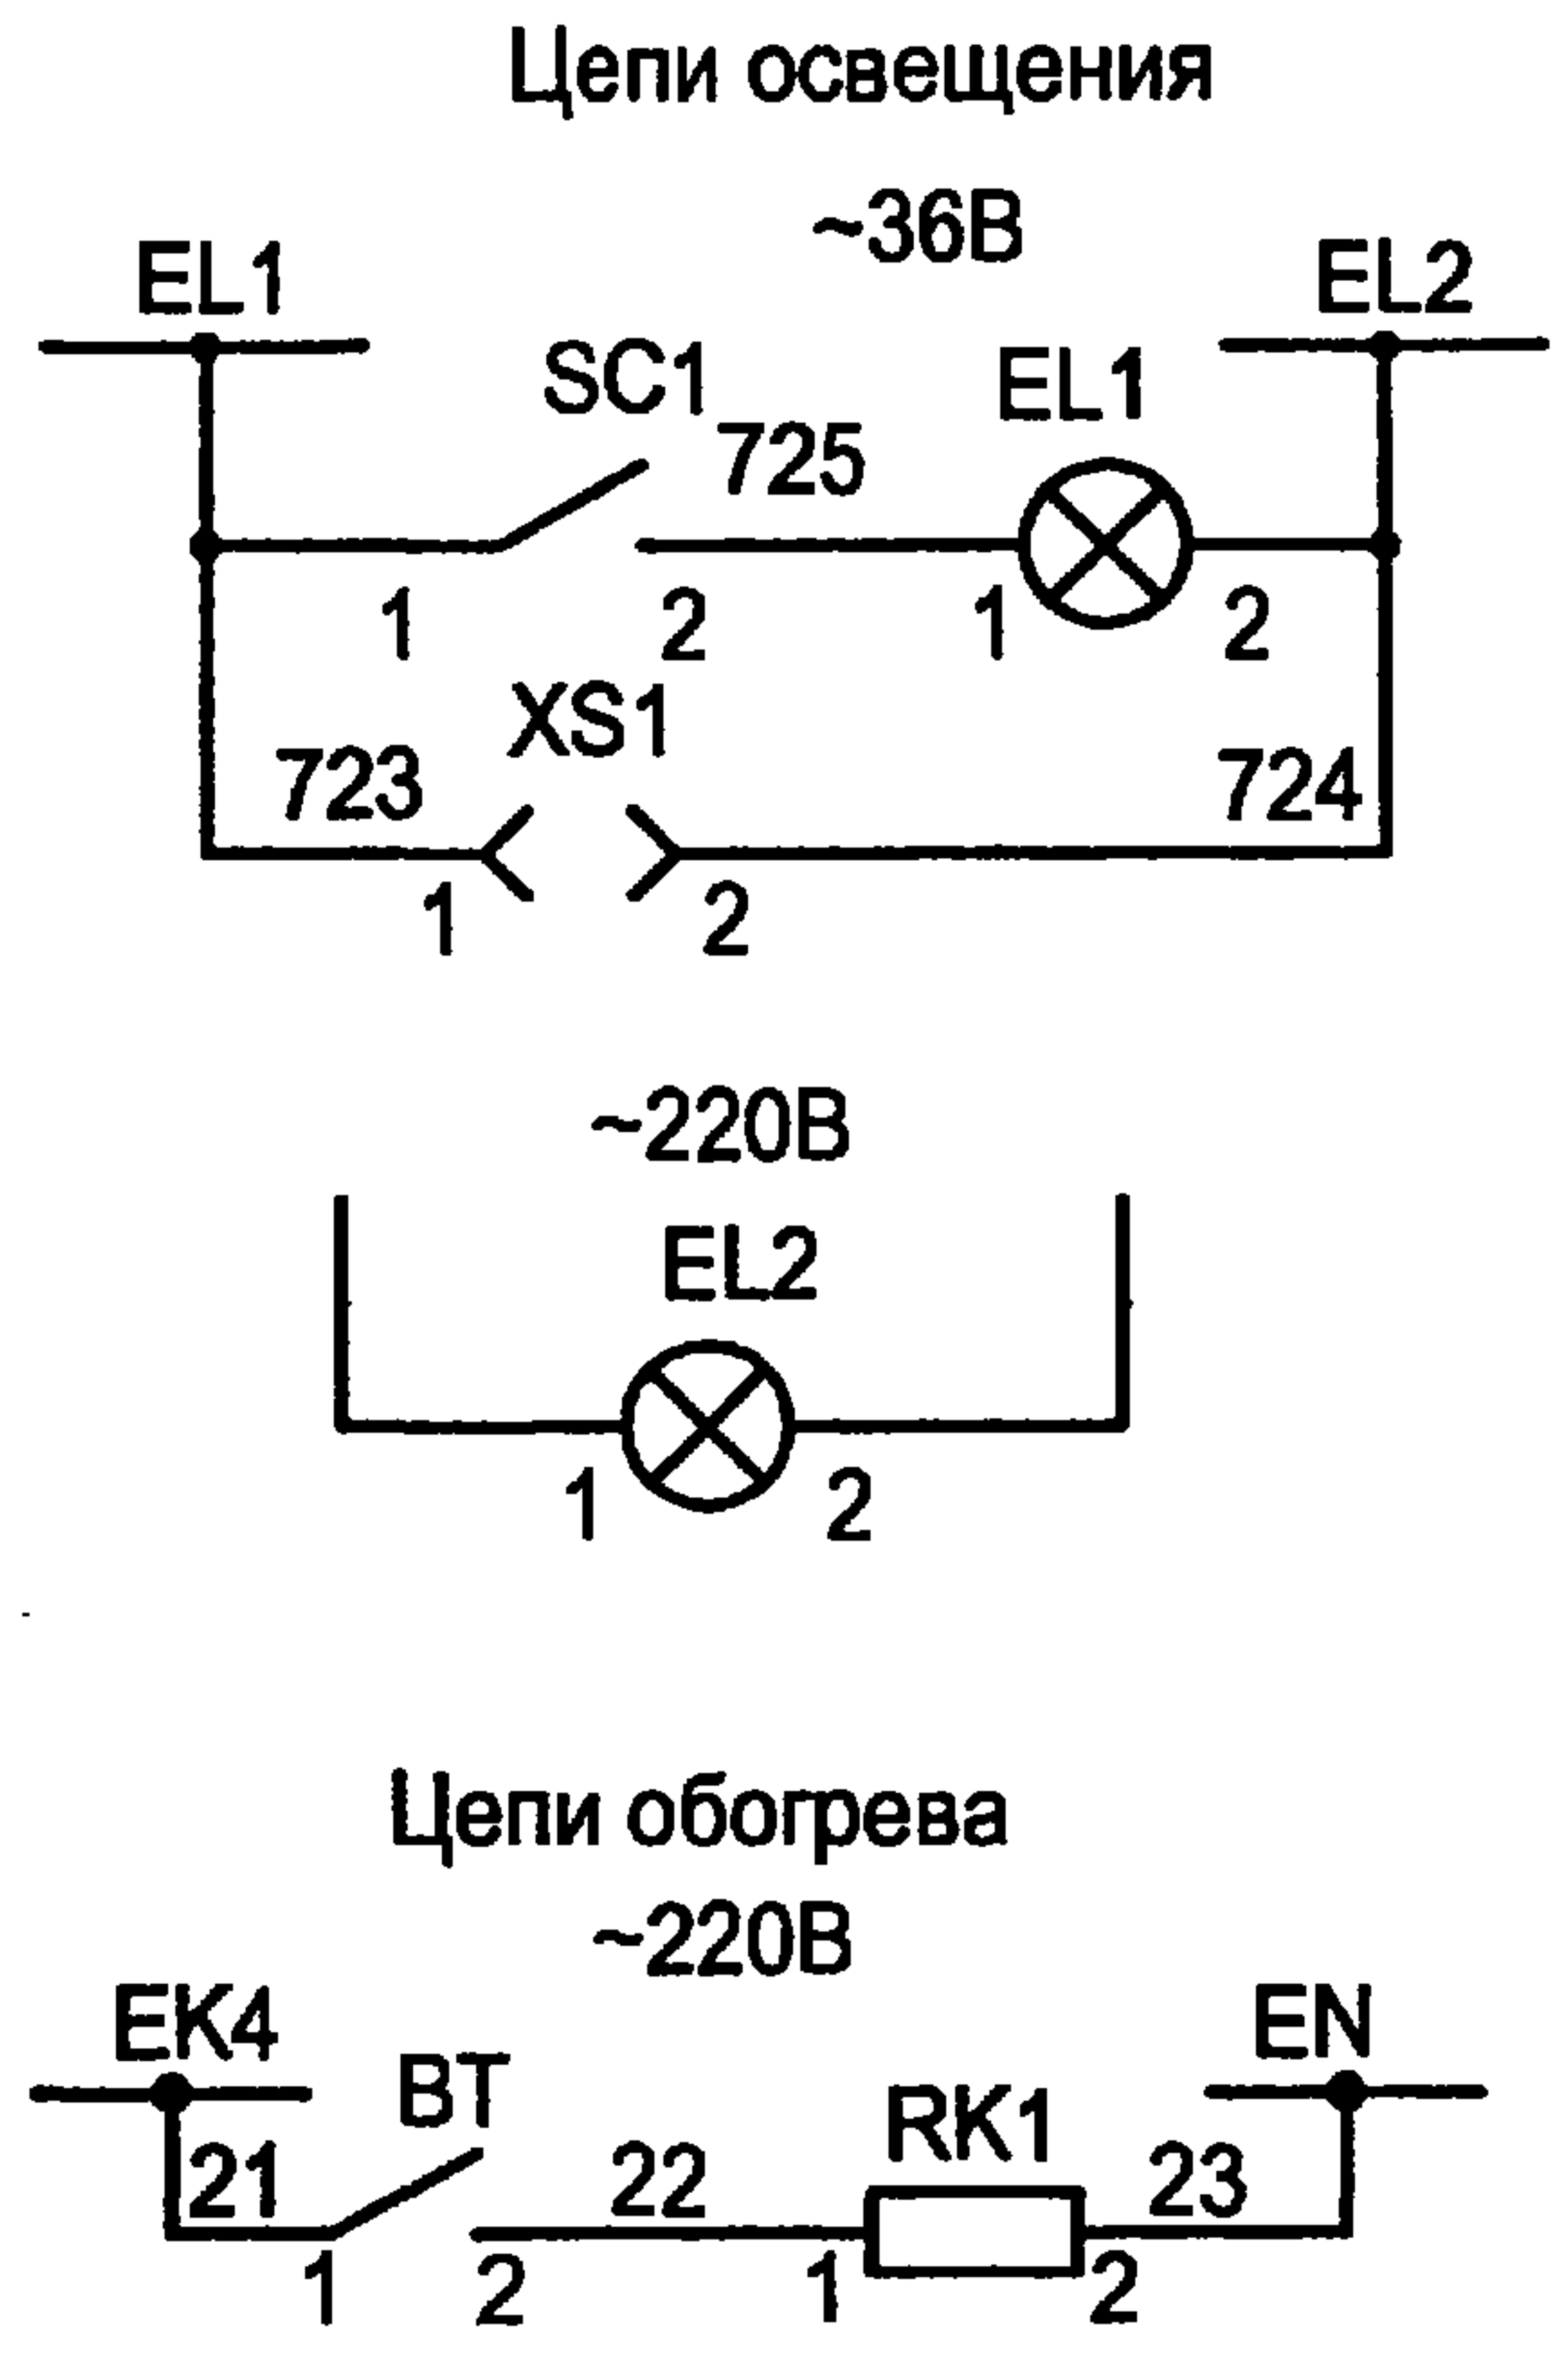 Цепи освещения
~36В
EL1
EL2
SC1
EL1
725
1
2
1
2
XS1
723
724
1
2
~220В
EL2
1
2
Цепи обогрева
~220В
EK4
EN
BT
RK1
21
22
23
1
2
1
2